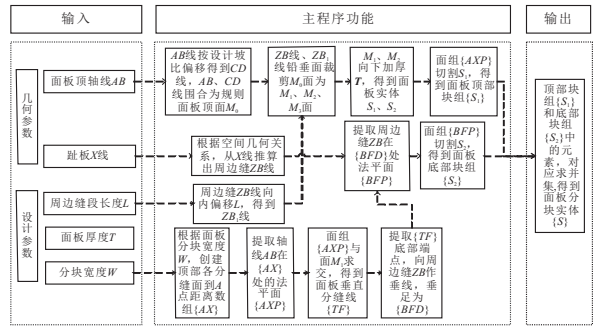 输入
主程序功能
输出
几何参数
面板顶轴线AB
趾板X线
设计参数
周边缝段长度L
面板厚度T
分块宽度W
AB线按设计坡
比偏移得到CD
线，AB、CD
线围合为规则
面板顶面M₀
ZB线、ZB₁
线铅垂面裁
剪M₀面为
M₁、M₂、
M₃面
M₁、M₂
向下加厚
T，得到面
板实体
S₁、S₂
面组{AXP}
切割S₁，得
到面板顶部
块组{S₁}
根据空间几何关
系，从X线推算
出周边缝ZB线
提取周边
缝ZB在
{BFD}处
法平面
{BFP}
面组{BFP}
切割S₂，
得到面板
底部块组
{S₂}
周边缝ZB线向
内偏移L，得到
ZB₁线
根据面板
分块宽度
W，创建
顶部各分
缝面到A
点距离数
组{AX}
提取轴
线AB在
{AX}
处的法
平面
{AXP}
面组
{AXP}与
面M₁求
交，得到
面板垂直
分缝线
{TF}
提取{TF}
底部端
点，向周
边缝ZB作
垂线，垂
足为
{BFD}
顶部块
组{S₁}
和底部
块组
{S₂}中
的元
素，对
应求并
集,得到
面板分
块实体
{S}